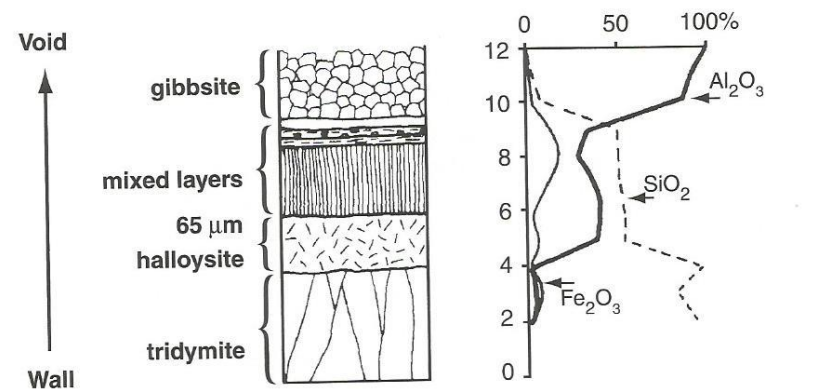 Void
gibbsite
mixed layers
65 μm
halloysite
tridymite
Wall
0 50 100%
12
10
8
6
4
2
0
Al2O3
SiO2
Fe2O3